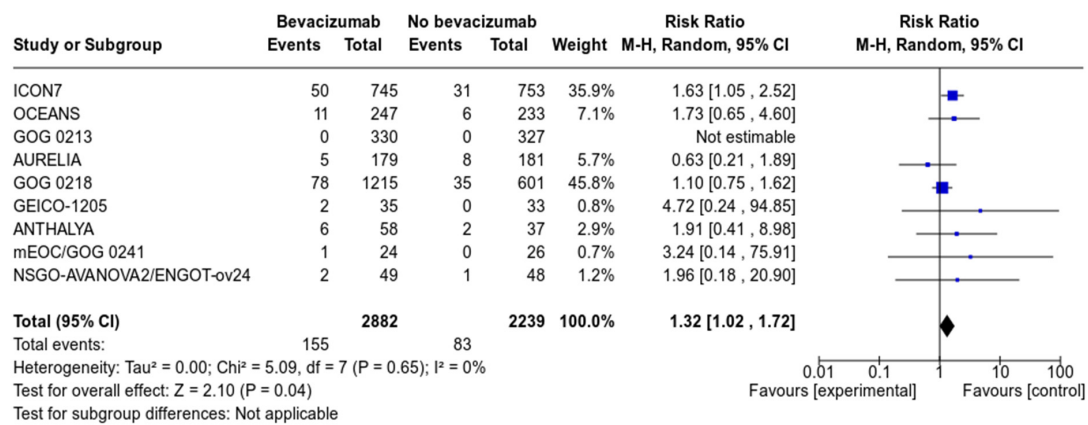 Bevacizumab No bevacizumab Risk Ratio Risk Ratio
Study or Subgroup Events Total Events Total Weight M-H, Random, 95% CI M-H, Random, 95% CI
ICON7 50 745 31 753 35.9% 1.63 [1.05 , 2.52]
OCEANS 11 247 6 233 7.1% 1.73 [0.65 , 4.60]
GOG 0213 0 330 0 327 Not estimable
AURELIA 5 179 8 181 5.7% 0.63 [0.21 , 1.89]
GOG 0218 78 1215 35 601 45.8% 1.10 [0.75 , 1.62]
GEICO-1205 2 35 0 33 0.8% 4.72 [0.24 , 94.85]
ANTHALYA 6 58 2 37 2.9% 1.91 [0.41 , 8.98]
mEOC/GOG 0241 1 24 0 26 0.7% 3.24 [0.14 , 75.91]
NSGO-AVANOVA2/ENGOT-ov24 2 49 1 48 1.2% 1.96 [0.18 , 20.90]
Total (95% CI) 2882 2239 100.0% 1.32 [1.02 , 1.72]
Total events: 155 83
Heterogeneity: Tau² = 0.00; Chi² = 5.09, df = 7 (P = 0.65); I² = 0%
0.01 0.1 1 10 100
Test for overall effect: Z = 2.10 (P = 0.04) Favours [experimental] Favours [control]
Test for subgroup differences: Not applicable